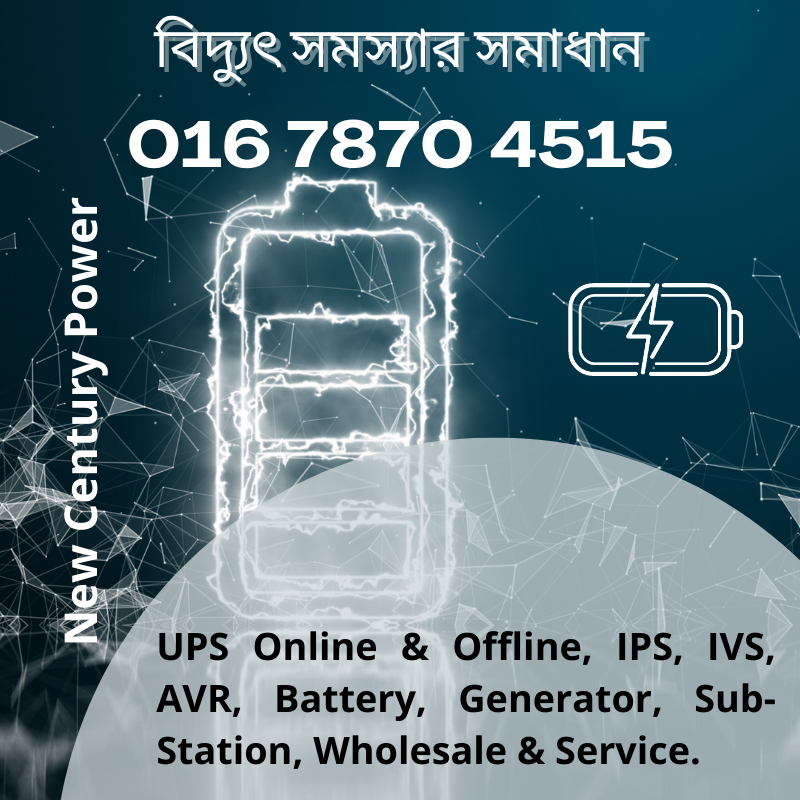 বিদ্যুৎ সমস্যার সমাধান
016 7870 4515
New Century Power
UPS Online & Offline, IPS, IVS,
AVR, Battery, Generator, Sub-
Station, Wholesale & Service.